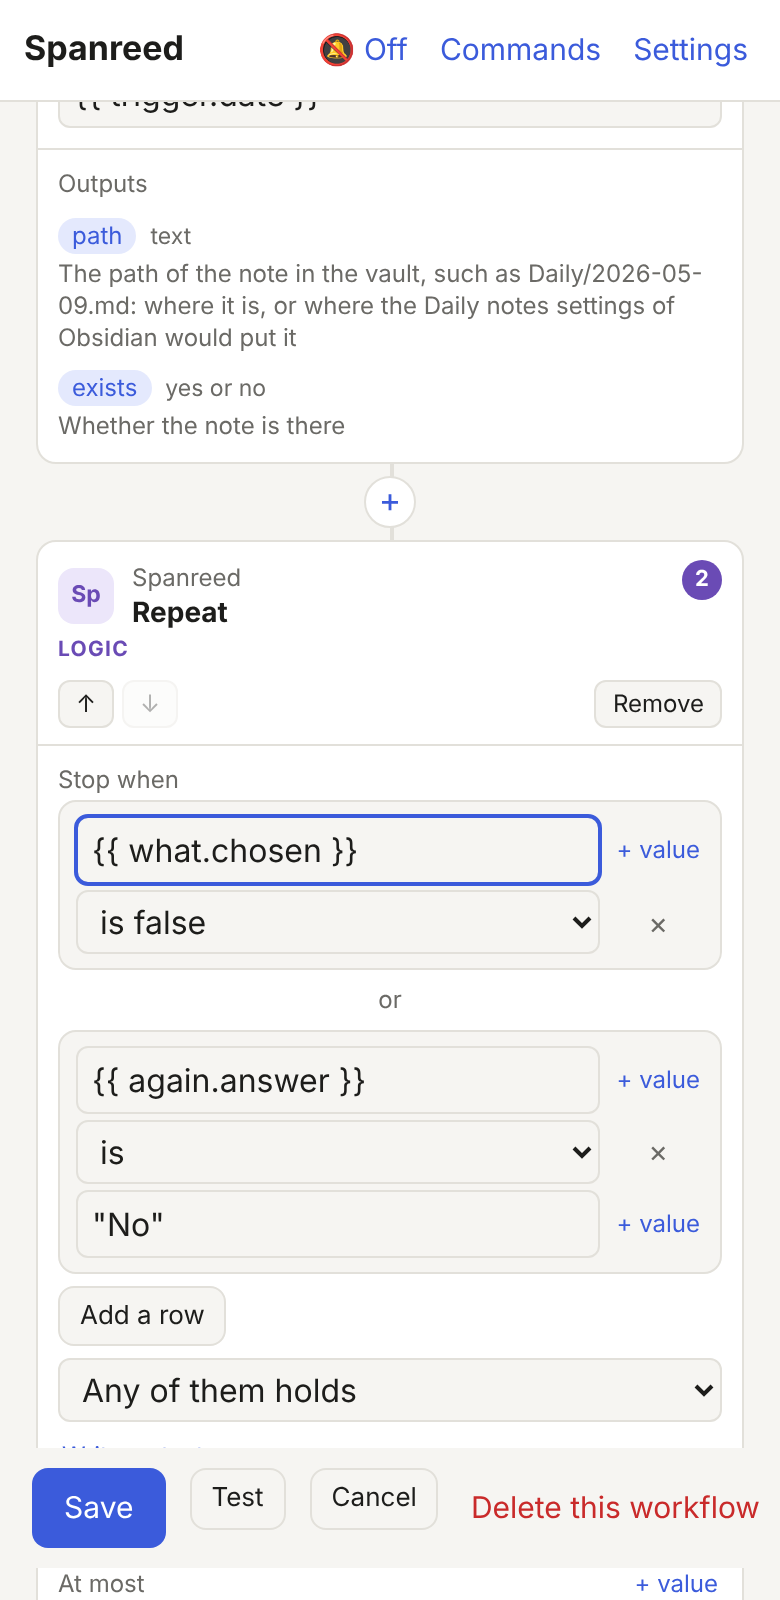 Spanreed
Off
Commands
Settings
{{ trigger.date }}
Outputs
path text
The path of the note in the vault, such as Daily/2026-05-
09.md: where it is, or where the Daily notes settings of
Obsidian would put it
exists yes or no
Whether the note is there
+
Sp
Spanreed
Repeat
2
LOGIC
↑ ↓
Remove
Stop when
{{ what.chosen }}
+ value
is false
×
or
{{ again.answer }}
+ value
is
×
"No"
+ value
Add a row
Any of them holds
Save
Test
Cancel
Delete this workflow
At most
+ value